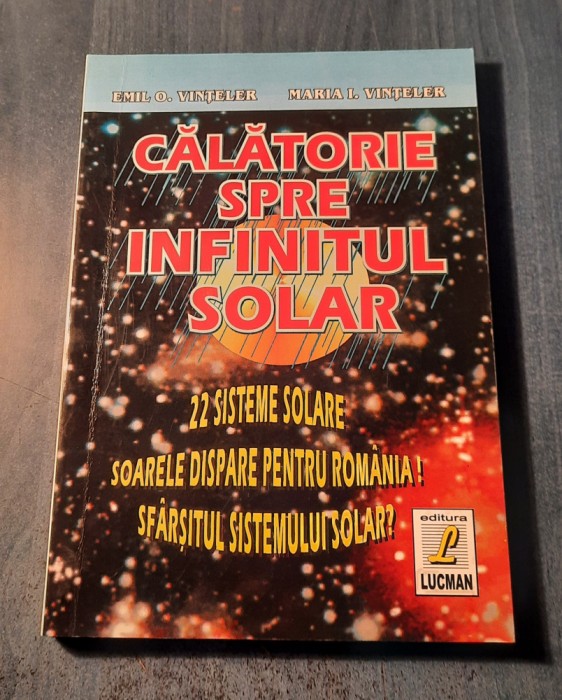 EMIL O. VINȚELER MARIA I. VINȚELER
CĂLĂTORIE
SPRE
INFINITUL
SOLAR
22 SISTEME SOLARE
SOARELE DISPARE PENTRU ROMÂNIA!
SFÂRȘITUL SISTEMULUI SOLAR?
editura
L
LUCMAN